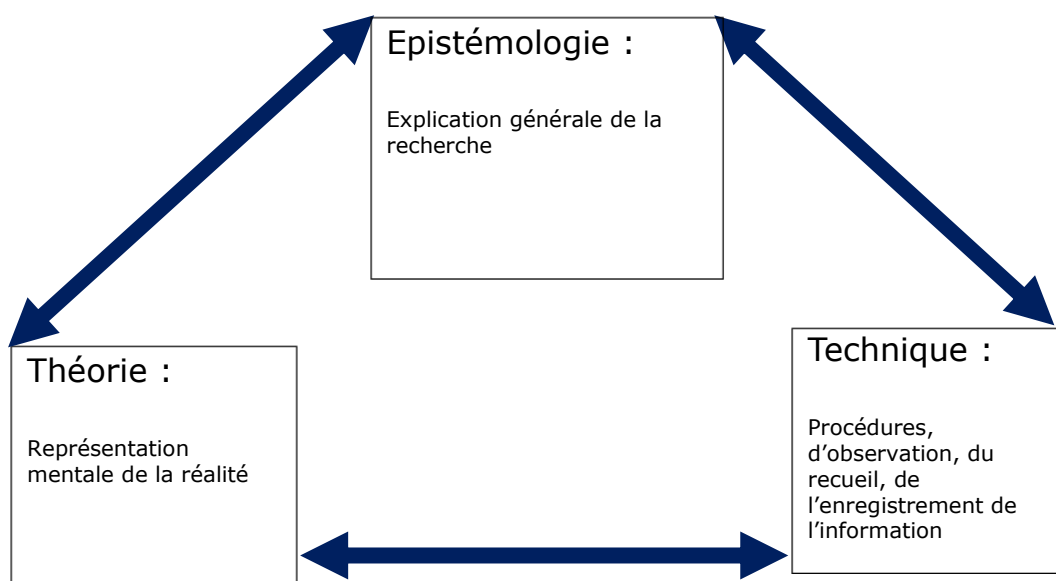 Epistémologie :
Explication générale de la
recherche
Théorie :
Représentation
mentale de la réalité
Technique :
Procédures,
d’observation, du
recueil, de
l’enregistrement de
l’information